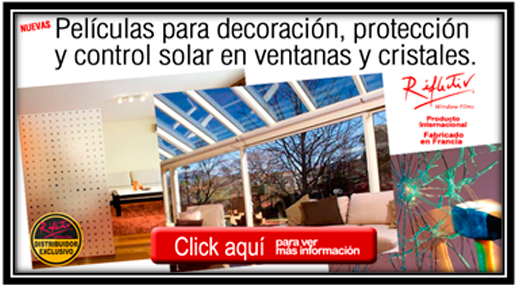 NUEVAS
Películas para decoración, protección
y control solar en ventanas y cristales.
Réflectiv
Window Films
Producto
Internacional
Fabricado
en Francia
DISTRIBUIDOR
EXCLUSIVO
Click aquí para ver
más información